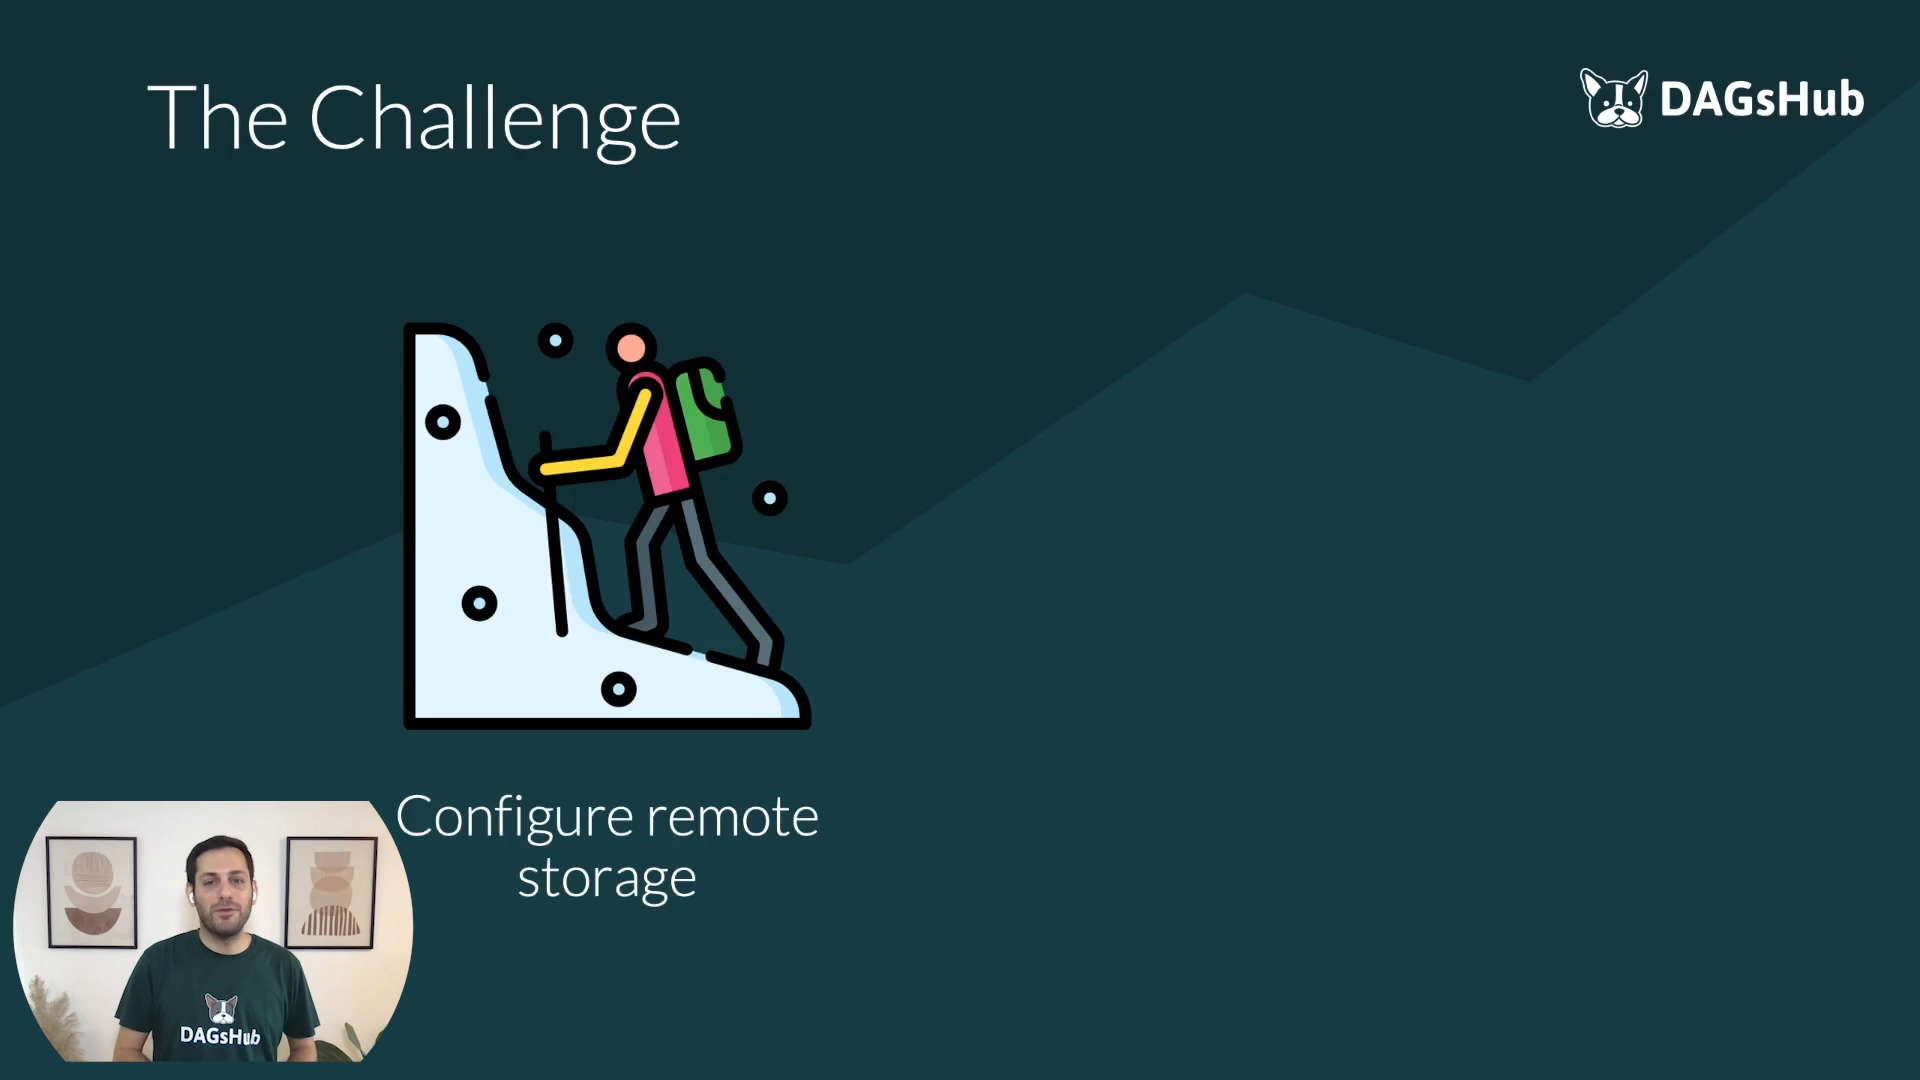 The Challenge
DAGsHub
Configure remote
storage
DAGsHub